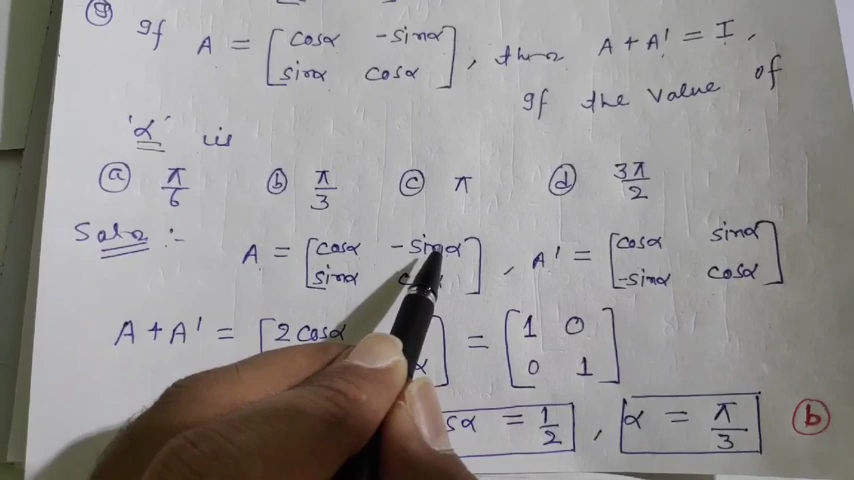 ⑨ If A = [cosα -sinα; sinα cosα], then A + A' = I,
If the value of
'α' is
ⓐ π/6 ⓑ π/3 ⓒ π ⓓ 3π/2
Soln :-
A = [cosα -sinα; sinα], A' = [cosα sinα; -sinα cosα]
A + A' = [2cosα] = [1 0; 0 1]
sα = 1/2, α = π/3 ⓑ